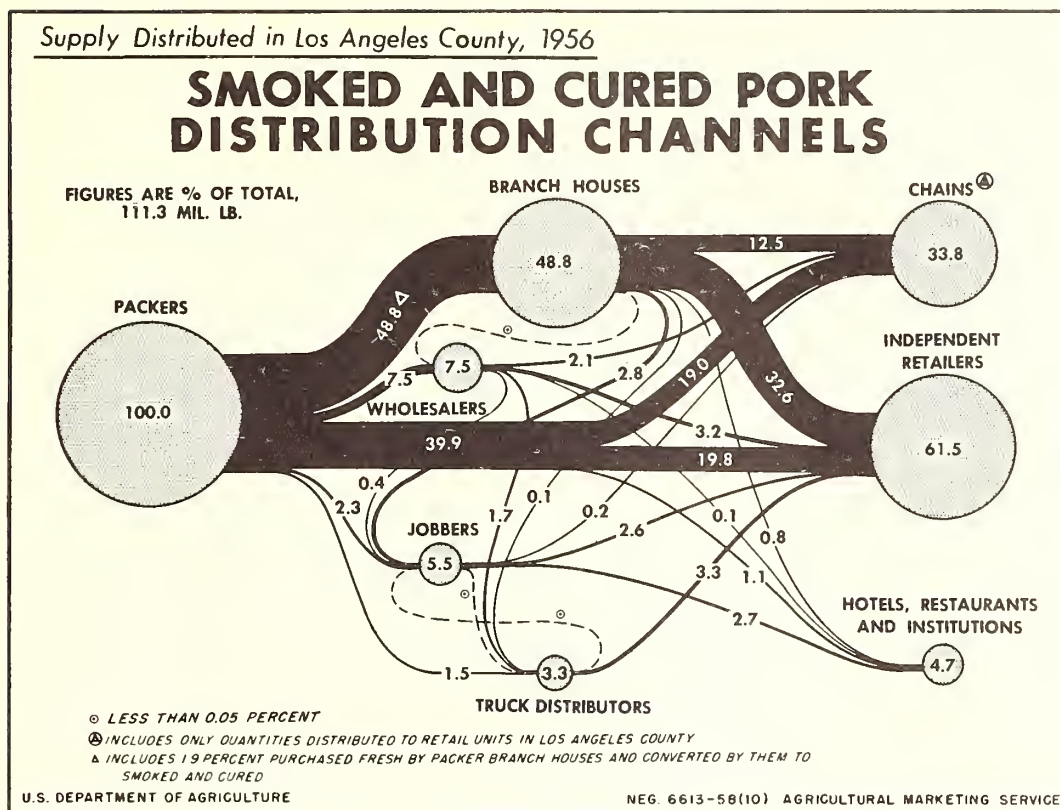 Supply Distributed in Los Angeles County, 1956
SMOKED AND CURED PORK
DISTRIBUTION CHANNELS
FIGURES ARE % OF TOTAL,
111.3 MIL. LB.
BRANCH HOUSES
48.8
CHAINS Ⓐ
33.8
12.5
PACKERS
100.0
48.8 △
⊙
7.5
7.5
WHOLESALERS
2.1
2.8
19.0
32.6
INDEPENDENT
RETAILERS
61.5
39.9
3.2
19.8
2.3
0.4
1.7
0.1
0.2
2.6
0.1
0.8
3.3
1.1
JOBBERS
5.5
⊙
⊙
2.7
HOTELS, RESTAURANTS
AND INSTITUTIONS
4.7
1.5
3.3
TRUCK DISTRIBUTORS
⊙ LESS THAN 0.05 PERCENT
Ⓐ INCLUDES ONLY QUANTITIES DISTRIBUTED TO RETAIL UNITS IN LOS ANGELES COUNTY
△ INCLUDES 1.9 PERCENT PURCHASED FRESH BY PACKER BRANCH HOUSES AND CONVERTED BY THEM TO
SMOKED AND CURED
U.S. DEPARTMENT OF AGRICULTURE
NEG. 6613-58(10) AGRICULTURAL MARKETING SERVICE